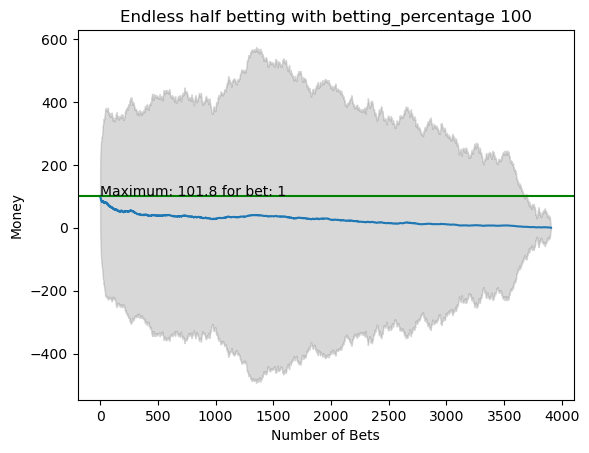 Endless half betting with betting_percentage 100
600
400
200
0
−200
−400
Money
Maximum: 101.8 for bet: 1
0 500 1000 1500 2000 2500 3000 3500 4000
Number of Bets